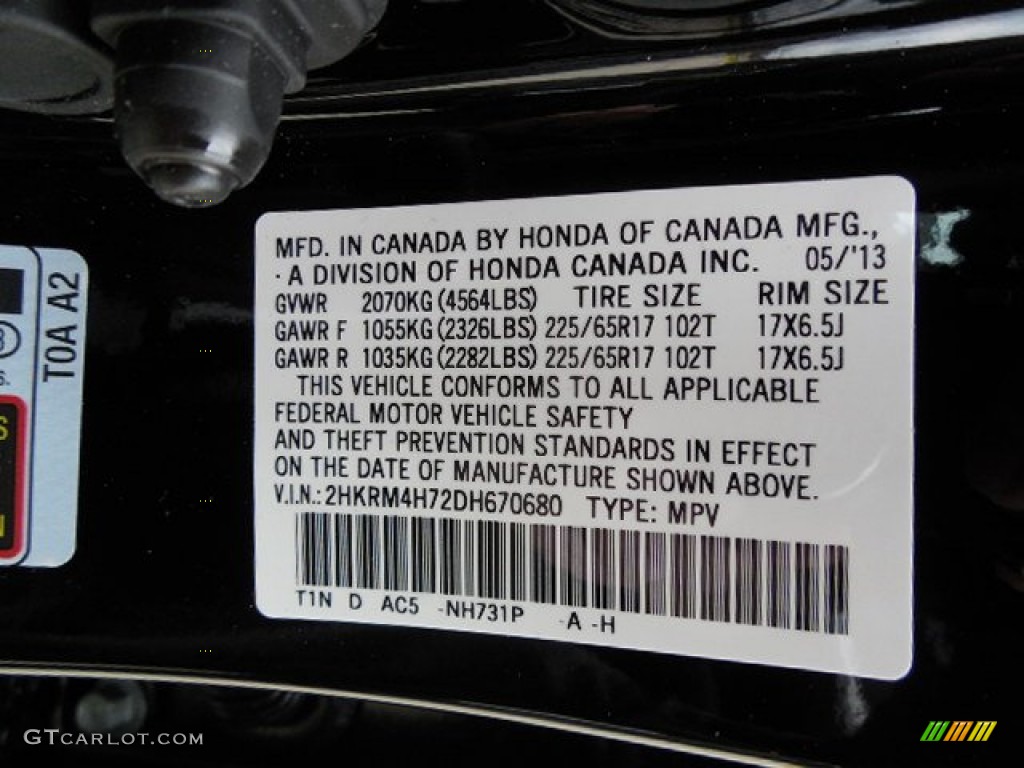 MFD. IN CANADA BY HONDA OF CANADA MFG.,
·A DIVISION OF HONDA CANADA INC. 05/'13
GVWR 2070KG(4564LBS) TIRE SIZE RIM SIZE
GAWR F 1055KG(2326LBS) 225/65R17 102T 17X6.5J
GAWR R 1035KG(2282LBS) 225/65R17 102T 17X6.5J
THIS VEHICLE CONFORMS TO ALL APPLICABLE
FEDERAL MOTOR VEHICLE SAFETY
AND THEFT PREVENTION STANDARDS IN EFFECT
ON THE DATE OF MANUFACTURE SHOWN ABOVE.
V.I.N.:2HKRM4H72DH670680 TYPE: MPV
T1N D AC5 -NH731P -A -H
T0A A2
GTCARLOT.COM